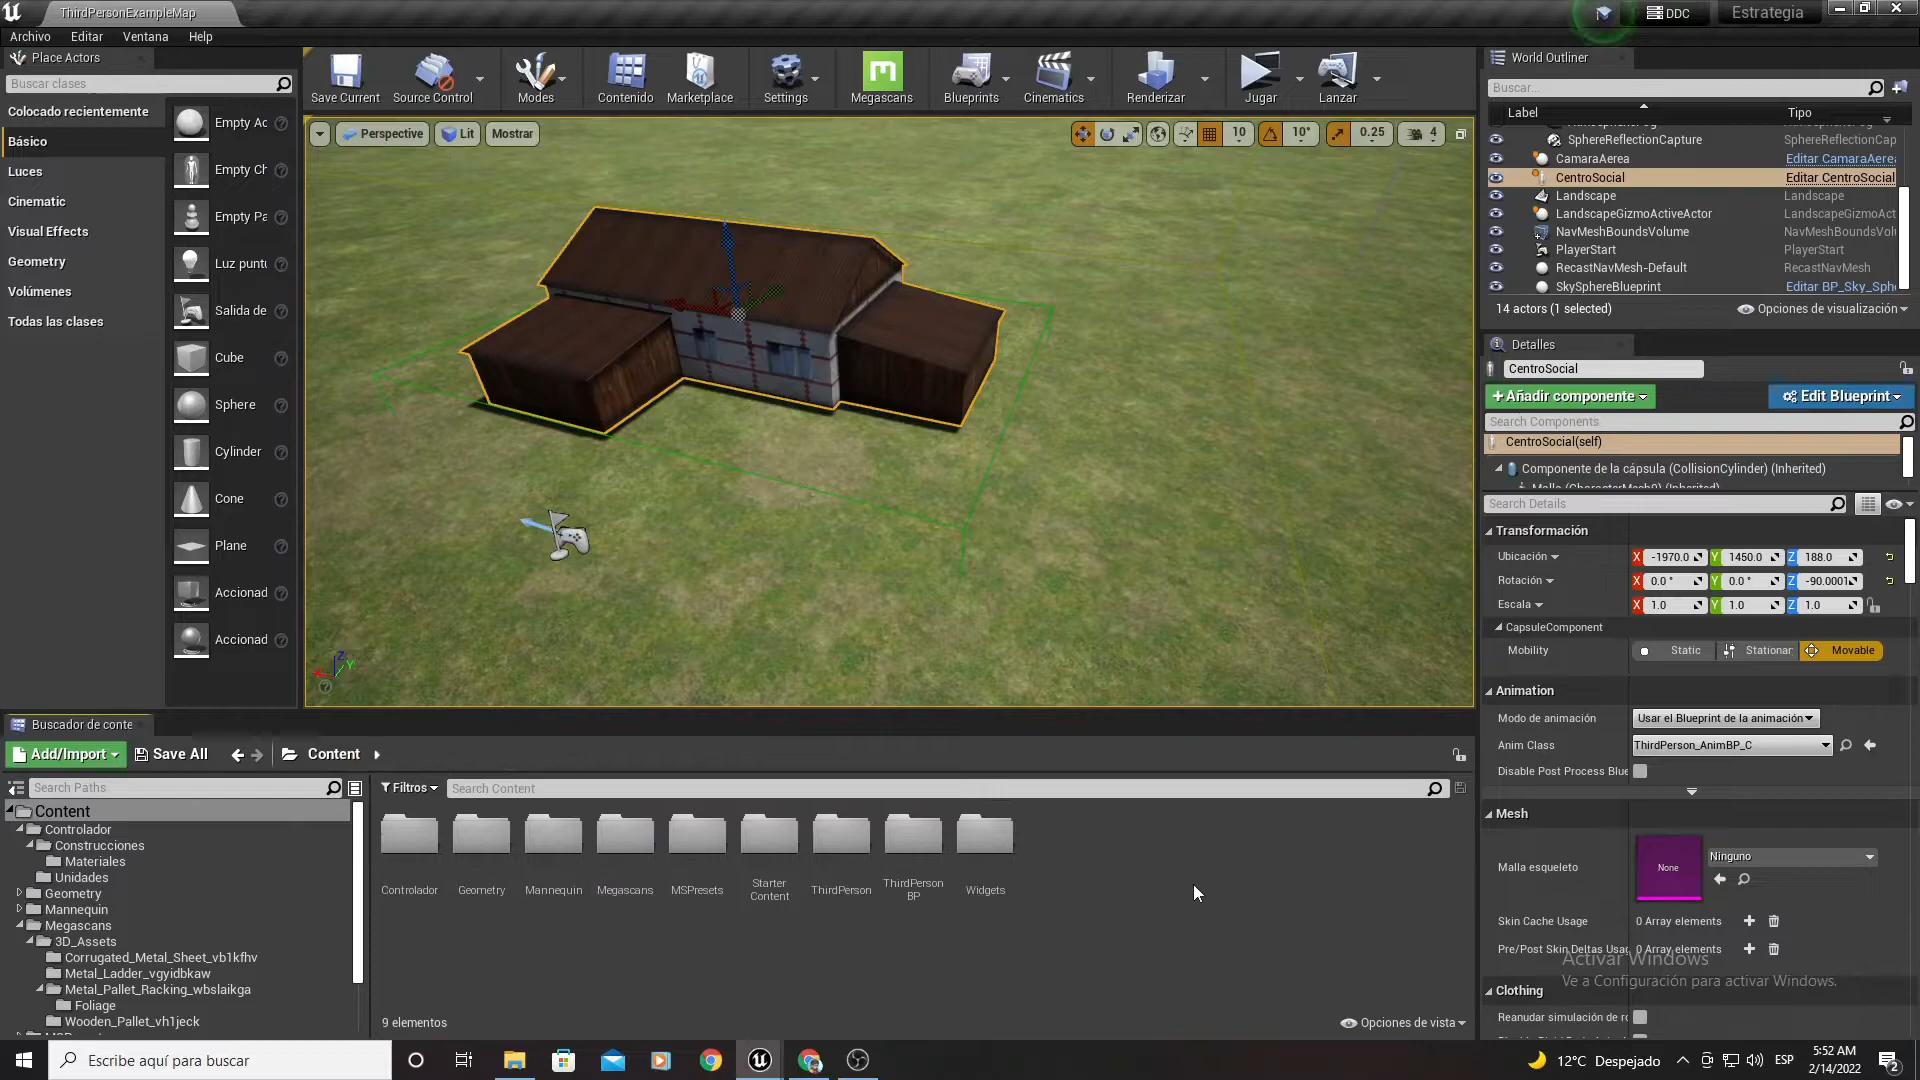 ThirdPersonExampleMap
DDC
Estrategia
Archivo
Editar
Ventana
Help
Place Actors
Buscar clases
Colocado recientemente
Básico
Luces
Cinematic
Visual Effects
Geometry
Volúmenes
Todas las clases
Empty Ac
Empty Ch
Empty Pa
Luz puntu
Salida de
Cube
Sphere
Cylinder
Cone
Plane
Accionad
Accionad
Save Current
Source Control
Modes
Contenido
Marketplace
Settings
Megascans
Blueprints
Cinematics
Renderizar
Jugar
Lanzar
Perspective
Lit
Mostrar
10
10°
0.25
4
World Outliner
Buscar...
Label
Tipo
SphereReflectionCapture
SphereReflectionCap
CamaraAerea
Editar CamaraAerea
CentroSocial
Editar CentroSocial
Landscape
Landscape
LandscapeGizmoActiveActor
LandscapeGizmoAct
NavMeshBoundsVolume
NavMeshBoundsVolu
PlayerStart
PlayerStart
RecastNavMesh-Default
RecastNavMesh
SkySphereBlueprint
Editar BP_Sky_Sphe
14 actors (1 selected)
Opciones de visualización
Detalles
CentroSocial
+Añadir componente
Edit Blueprint
Search Components
CentroSocial(self)
Componente de la cápsula (CollisionCylinder) (Inherited)
Malla (CharacterMesh0) (Inherited)
Search Details
Transformación
Ubicación
X -1970.0
Y 1450.0
Z 188.0
Rotación
X 0.0 °
Y 0.0 °
Z -90.0001
Escala
X 1.0
Y 1.0
Z 1.0
CapsuleComponent
Mobility
Static
Stationar
Movable
Animation
Modo de animación
Usar el Blueprint de la animación
Anim Class
ThirdPerson_AnimBP_C
Disable Post Process Blue
Mesh
Malla esqueleto
None
Ninguno
Skin Cache Usage
0 Array elements
Pre/Post Skin Deltas Usag
0 Array elements
Activar Windows
Ve a Configuración para activar Windows.
Clothing
Reanudar simulación de ro
Buscador de conte
Add/Import
Save All
Content
Search Paths
Filtros
Search Content
Content
Controlador
Construcciones
Materiales
Unidades
Geometry
Mannequin
Megascans
3D_Assets
Corrugated_Metal_Sheet_vb1kfhv
Metal_Ladder_vgyidbkaw
Metal_Pallet_Racking_wbslaikga
Foliage
Wooden_Pallet_vh1jeck
Controlador
Geometry
Mannequin
Megascans
MSPresets
Starter
Content
ThirdPerson
ThirdPerson
BP
Widgets
9 elementos
Opciones de vista
Escribe aquí para buscar
12°C Despejado
ESP
5:52 AM
2/14/2022
2